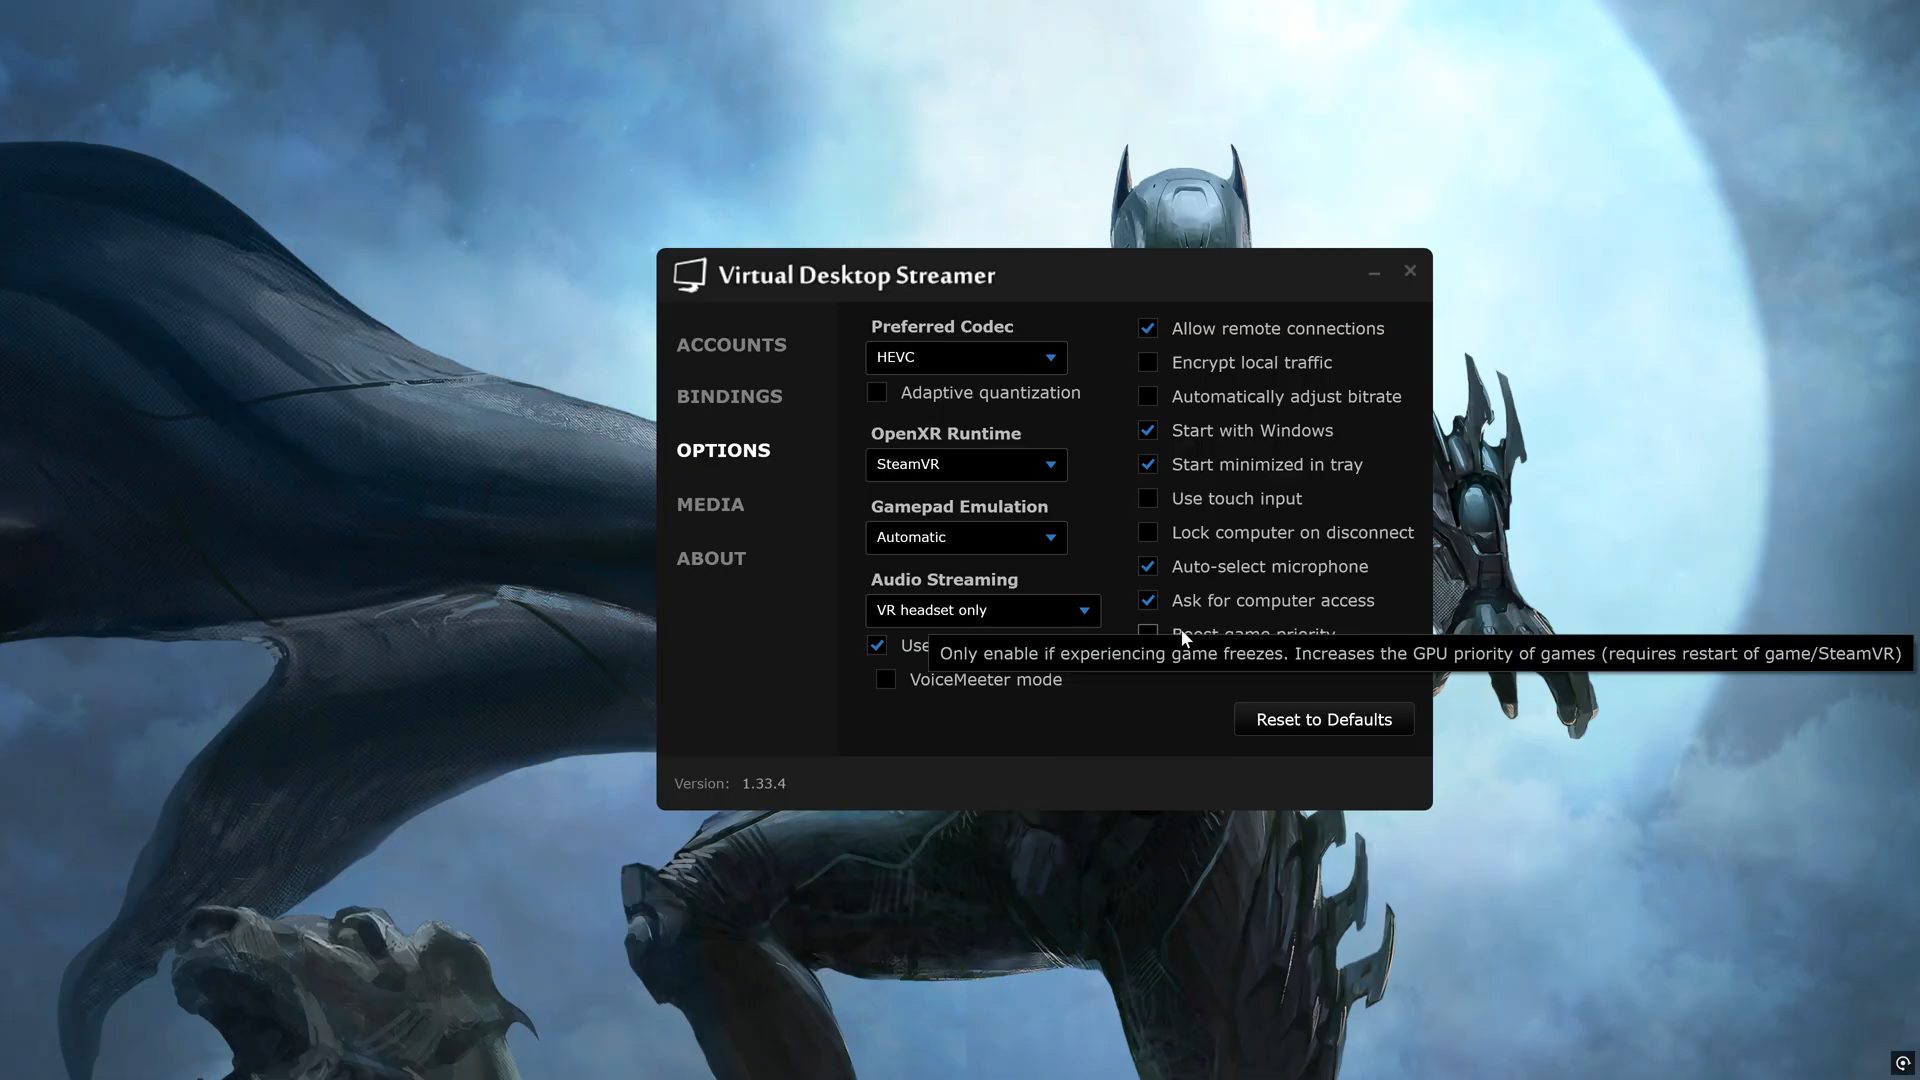 Virtual Desktop Streamer
ACCOUNTS
BINDINGS
OPTIONS
MEDIA
ABOUT
Preferred Codec
HEVC
Adaptive quantization
OpenXR Runtime
SteamVR
Gamepad Emulation
Automatic
Audio Streaming
VR headset only
Use
VoiceMeeter mode
Allow remote connections
Encrypt local traffic
Automatically adjust bitrate
Start with Windows
Start minimized in tray
Use touch input
Lock computer on disconnect
Auto-select microphone
Ask for computer access
Boost game priority
Only enable if experiencing game freezes. Increases the GPU priority of games (requires restart of game/SteamVR)
Reset to Defaults
Version: 1.33.4